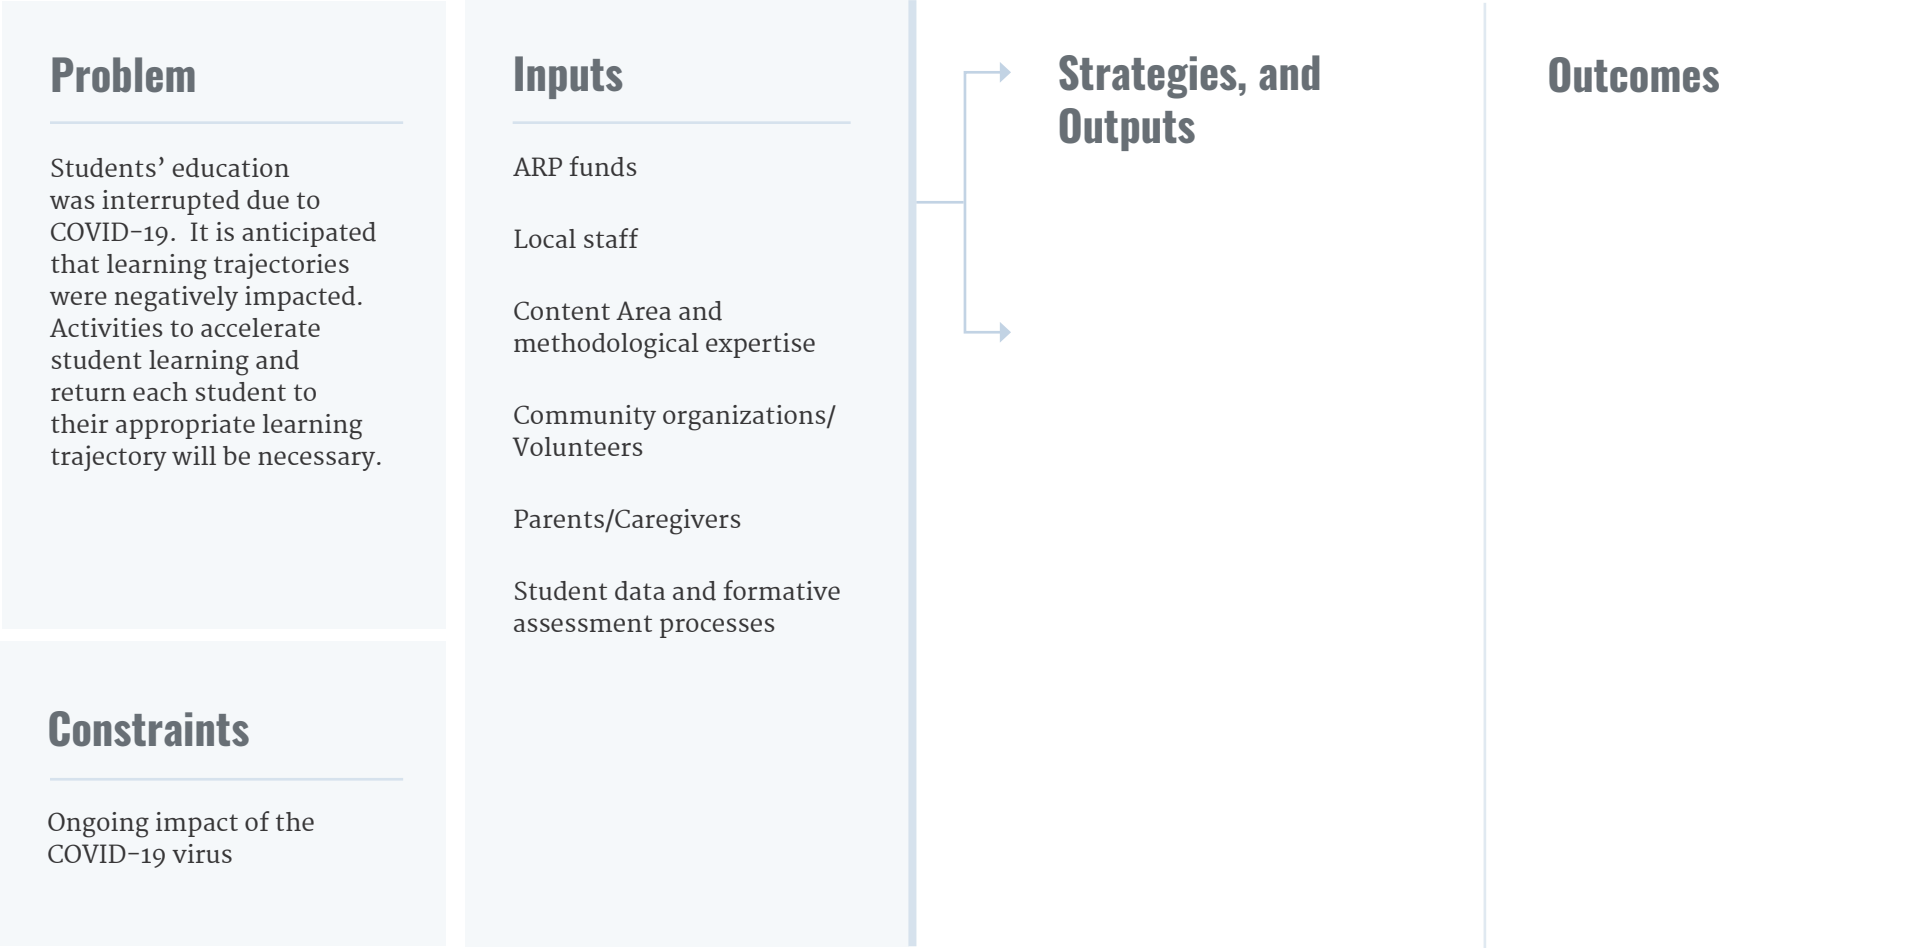 Problem
Students’ education
was interrupted due to
COVID-19.  It is anticipated
that learning trajectories
were negatively impacted.
Activities to accelerate
student learning and
return each student to
their appropriate learning
trajectory will be necessary.
Constraints
Ongoing impact of the
COVID-19 virus
Inputs
ARP funds
Local staff
Content Area and
methodological expertise
Community organizations/
Volunteers
Parents/Caregivers
Student data and formative
assessment processes
Strategies, and
Outputs
Outcomes